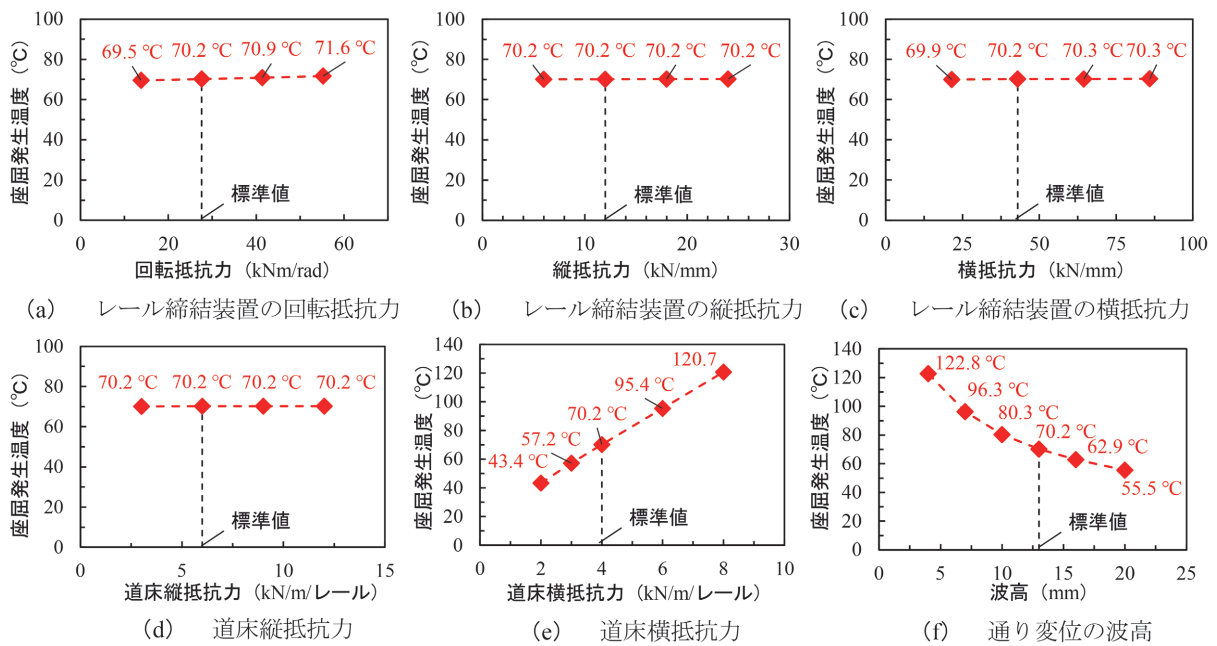 座屈発生温度（℃）
100
80
60
40
20
0
69.5 ℃ 70.2 ℃ 70.9 ℃ 71.6 ℃
標準値
0 20 40 60
回転抵抗力（kNm/rad）
(a) レール締結装置の回転抵抗力
座屈発生温度（℃）
100
80
60
40
20
0
70.2 ℃ 70.2 ℃ 70.2 ℃ 70.2 ℃
標準値
0 10 20 30
縦抵抗力（kN/mm）
(b) レール締結装置の縦抵抗力
座屈発生温度（℃）
100
80
60
40
20
0
69.9 ℃ 70.2 ℃ 70.3 ℃ 70.3 ℃
標準値
0 25 50 75 100
横抵抗力（kN/mm）
(c) レール締結装置の横抵抗力
座屈発生温度（℃）
100
80
60
40
20
0
70.2 ℃ 70.2 ℃ 70.2 ℃ 70.2 ℃
標準値
0 5 10 15
道床縦抵抗力（kN/m/レール）
(d) 道床縦抵抗力
座屈発生温度（℃）
140
120
100
80
60
40
20
0
120.7
95.4 ℃
70.2 ℃
57.2 ℃
43.4 ℃
標準値
0 2 4 6 8 10
道床横抵抗力（kN/m/レール）
(e) 道床横抵抗力
座屈発生温度（℃）
140
120
100
80
60
40
20
0
122.8 ℃
96.3 ℃
80.3 ℃
70.2 ℃
62.9 ℃
55.5 ℃
標準値
0 5 10 15 20 25
波高（mm）
(f) 通り変位の波高